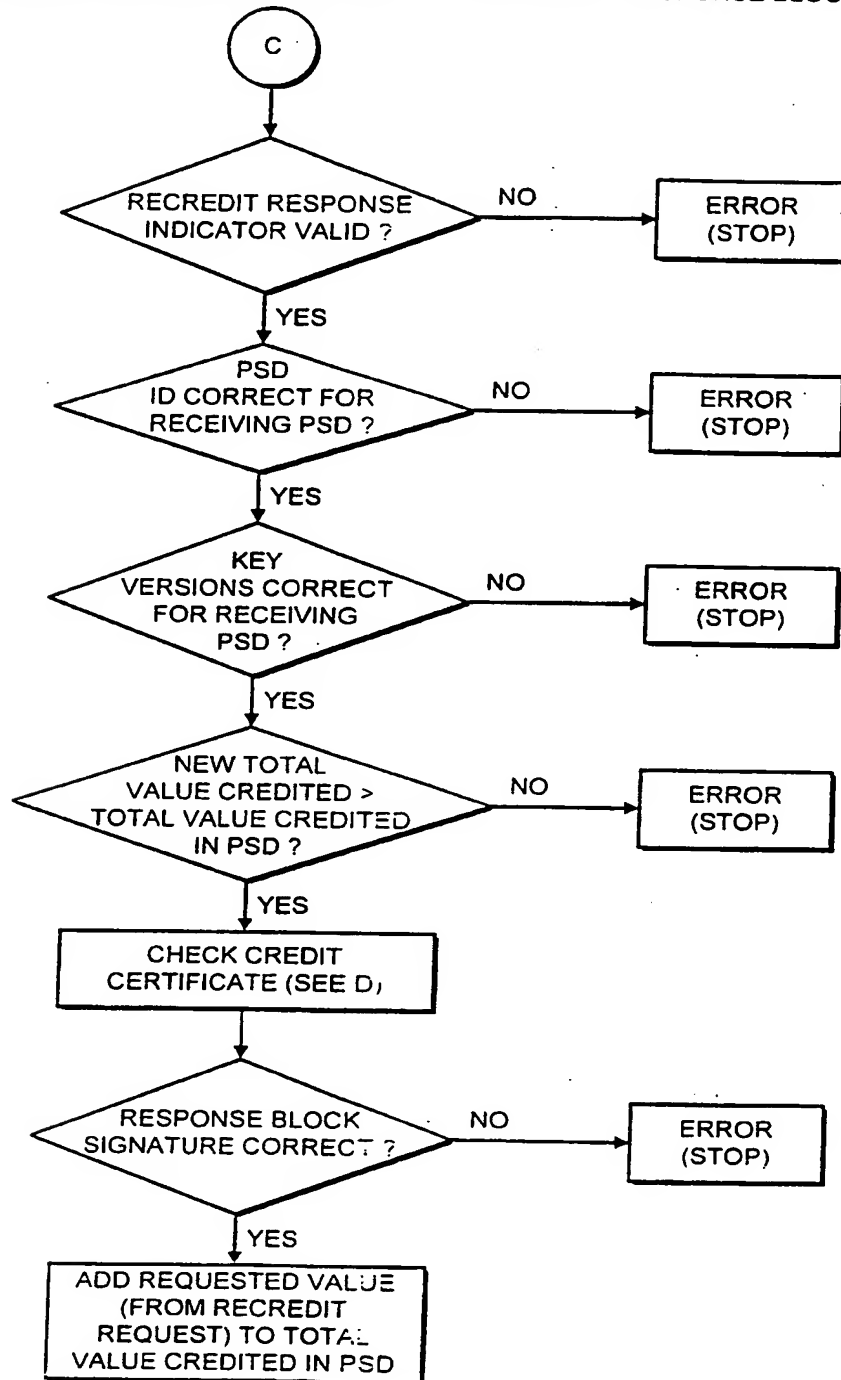 C
RECREDIT RESPONSE
INDICATOR VALID ?
NO
ERROR
(STOP)
YES
PSD
ID CORRECT FOR
RECEIVING PSD ?
NO
ERROR
(STOP)
YES
KEY
VERSIONS CORRECT
FOR RECEIVING
PSD ?
NO
ERROR
(STOP)
YES
NEW TOTAL
VALUE CREDITED >
TOTAL VALUE CREDITED
IN PSD ?
NO
ERROR
(STOP)
YES
CHECK CREDIT
CERTIFICATE (SEE D)
RESPONSE BLOCK
SIGNATURE CORRECT ?
NO
ERROR
(STOP)
YES
ADD REQUESTED VALUE
(FROM RECREDIT
REQUEST) TO TOTAL
VALUE CREDITED IN PSD